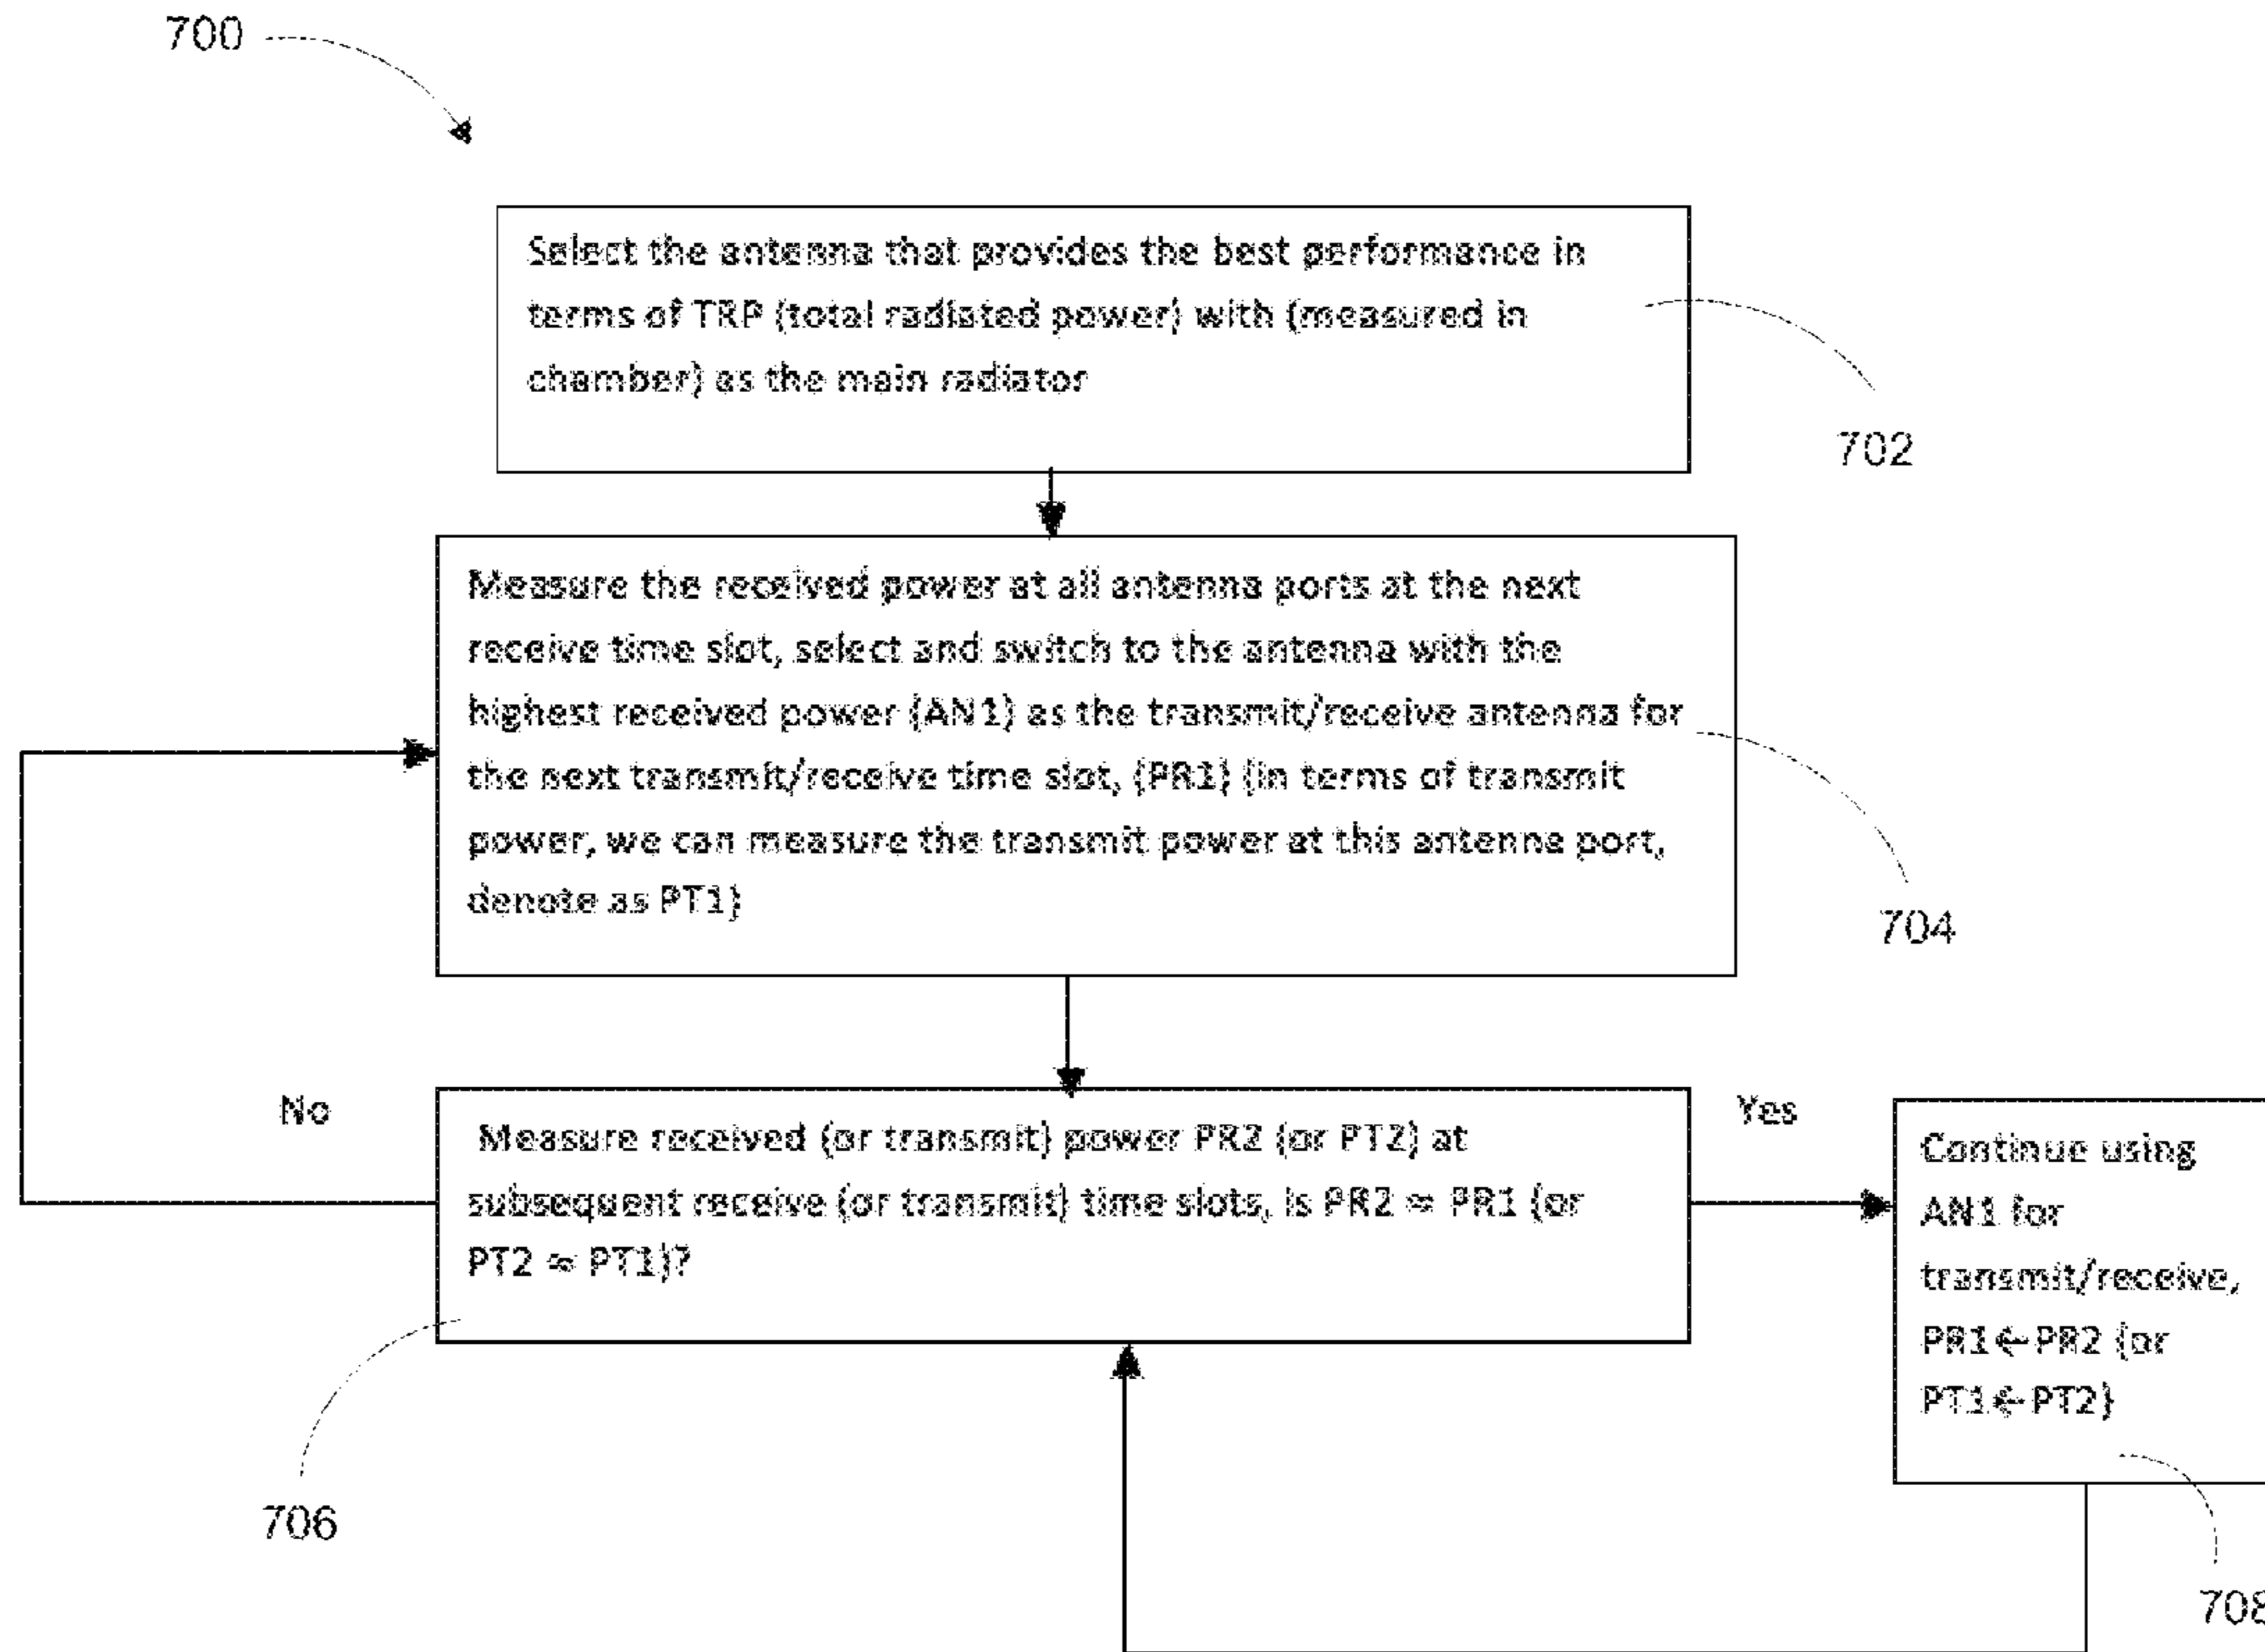 700
Select the antenna that provides the best performance in
terms of TRP (total radiated power) with (measured in
chamber) as the main radiator
702
Measure the received power at all antenna ports at the next
receive time slot, select and switch to the antenna with the
highest received power (AN1) as the transmit/receive antenna for
the next transmit/receive time slot, (PR1) (in terms of transmit
power, we can measure the transmit power at this antenna port,
denote as PT1)
704
No
Measure received (or transmit) power PR2 (or PT2) at
subsequent receive (or transmit) time slots, is PR2 ≈ PR1 (or
PT2 ≈ PT1)?
706
Yes
Continue using
AN1 for
transmit/receive,
PR1←PR2 (or
PT1←PT2)
708